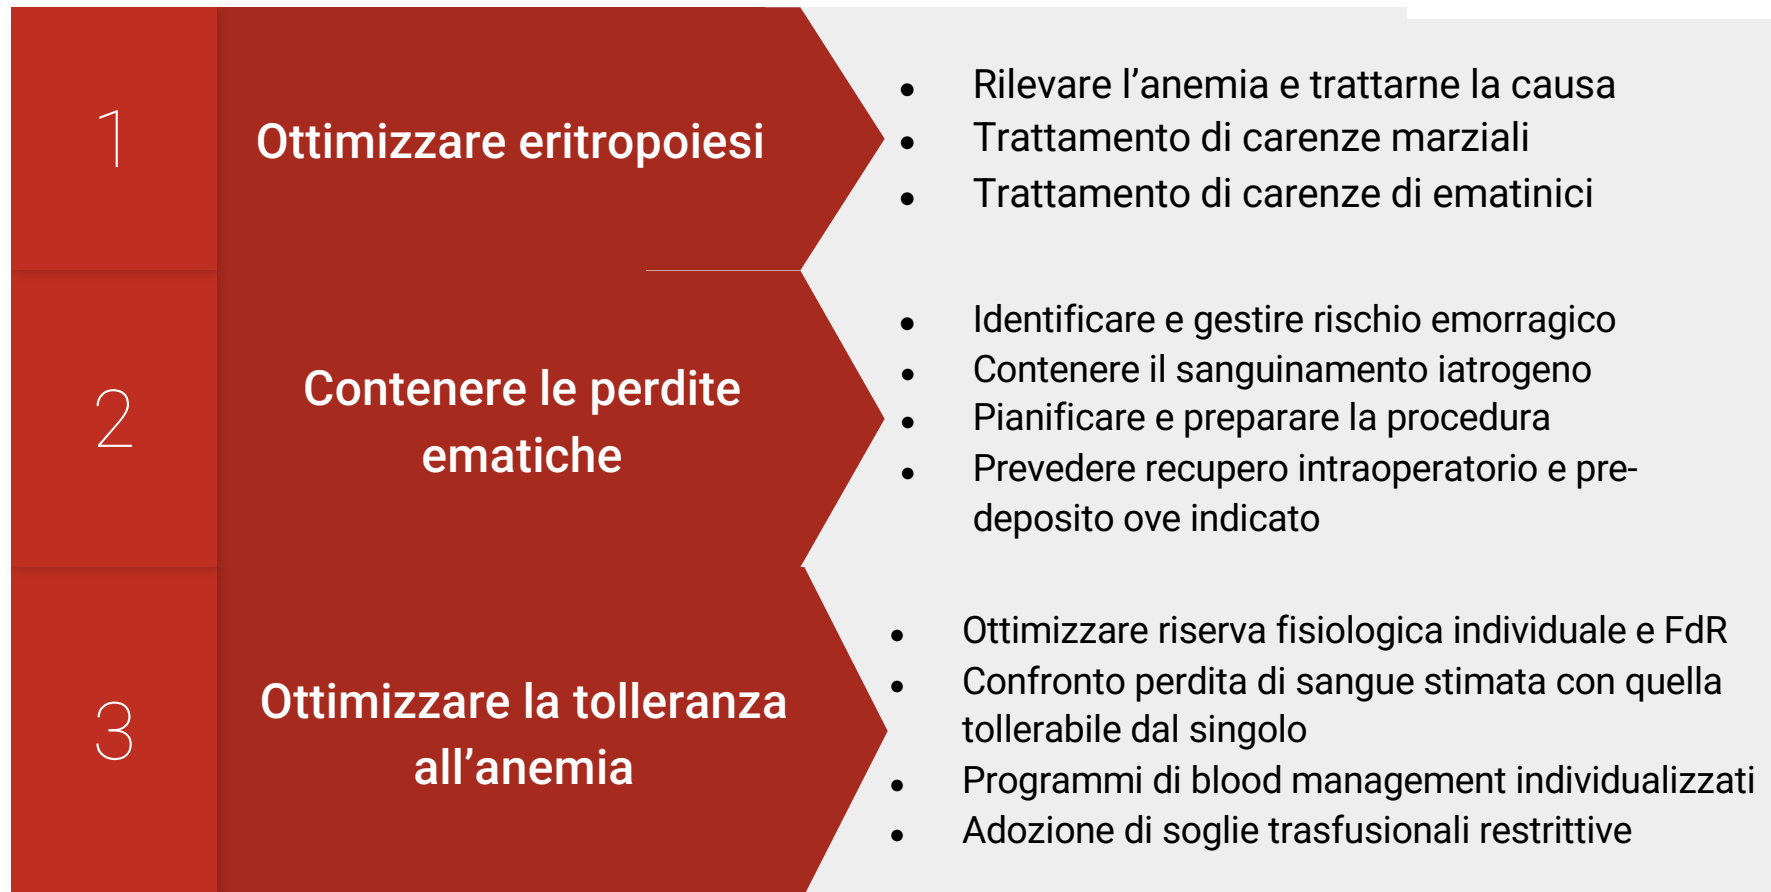 1
Ottimizzare eritropoiesi
● Rilevare l’anemia e trattarne la causa
● Trattamento di carenze marziali
● Trattamento di carenze di ematinici
2
Contenere le perdite
ematiche
● Identificare e gestire rischio emorragico
● Contenere il sanguinamento iatrogeno
● Pianificare e preparare la procedura
● Prevedere recupero intraoperatorio e pre-
deposito ove indicato
3
Ottimizzare la tolleranza
all’anemia
● Ottimizzare riserva fisiologica individuale e FdR
● Confronto perdita di sangue stimata con quella
tollerabile dal singolo
● Programmi di blood management individualizzati
● Adozione di soglie trasfusionali restrittive